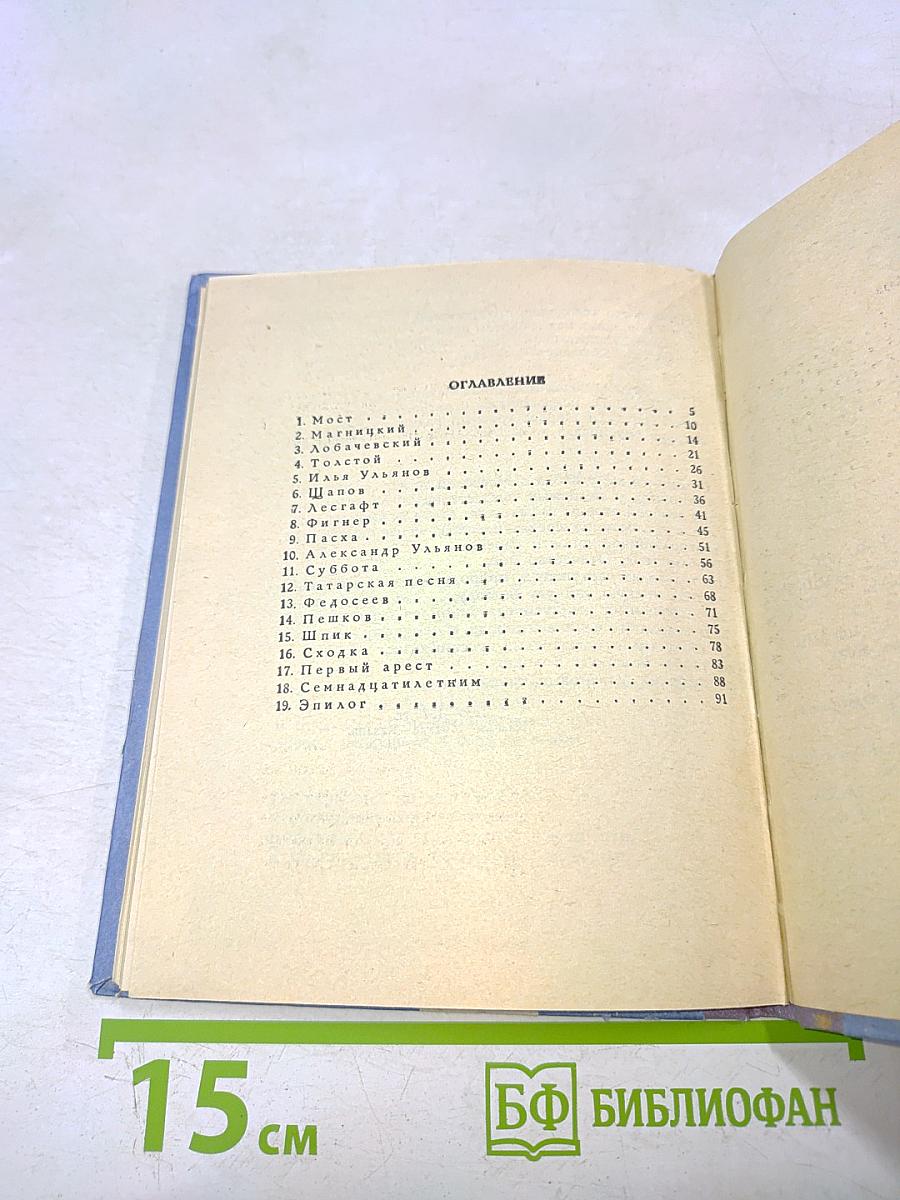 ОГЛАВЛЕНИЕ
1. Мост . . . . . . . . . . . . . . . . . . . . 5
2. Магницкий . . . . . . . . . . . . . . . . . 10
3. Лобачевский . . . . . . . . . . . . . . . . 14
4. Толстой . . . . . . . . . . . . . . . . . . 21
5. Илья Ульянов . . . . . . . . . . . . . . . 26
6. Щапов . . . . . . . . . . . . . . . . . . . 31
7. Лесгафт . . . . . . . . . . . . . . . . . . 36
8. Фигнер . . . . . . . . . . . . . . . . . . 41
9. Пасха . . . . . . . . . . . . . . . . . . . 45
10. Александр Ульянов . . . . . . . . . . . . 51
11. Суббота . . . . . . . . . . . . . . . . . 56
12. Татарская песня . . . . . . . . . . . . . 63
13. Федосеев . . . . . . . . . . . . . . . . . 68
14. Пешков . . . . . . . . . . . . . . . . . . 71
15. Шпик . . . . . . . . . . . . . . . . . . . 75
16. Сходка . . . . . . . . . . . . . . . . . . 78
17. Первый арест . . . . . . . . . . . . . . . 83
18. Семнадцатилетним . . . . . . . . . . . . . 88
19. Эпилог . . . . . . . . . . . . . . . . . . 91
15 см
БФ БИБЛИОФАН